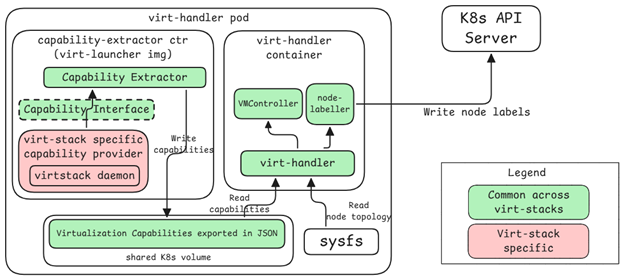 virt-handler pod
capability-extractor ctr
(virt-launcher img)
Capability Extractor
Capability Interface
virt-stack specific
capability provider
virtstack daemon
Write
capabilities
virt-handler
container
VMController
node-
labeller
virt-handler
Read
capabilities
Read
node topology
Virtualization Capabilities exported in JSON
shared K8s volume
sysfs
K8s API
Server
Write node labels
Legend
Common across
virt-stacks
Virt-stack
specific